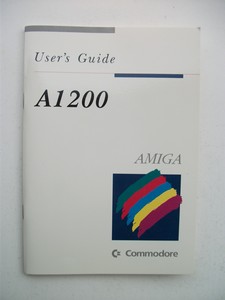 User's Guide
A1200
AMIGA
Commodore